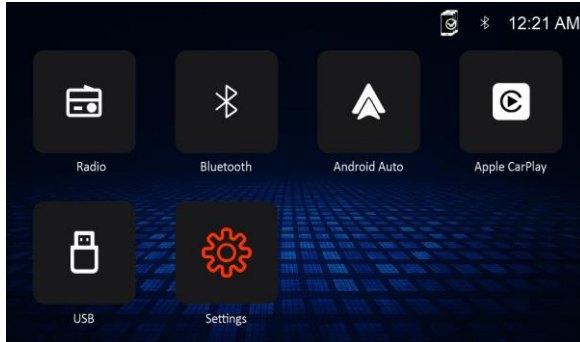 12:21 AM
Radio
Bluetooth
Android Auto
Apple CarPlay
USB
Settings